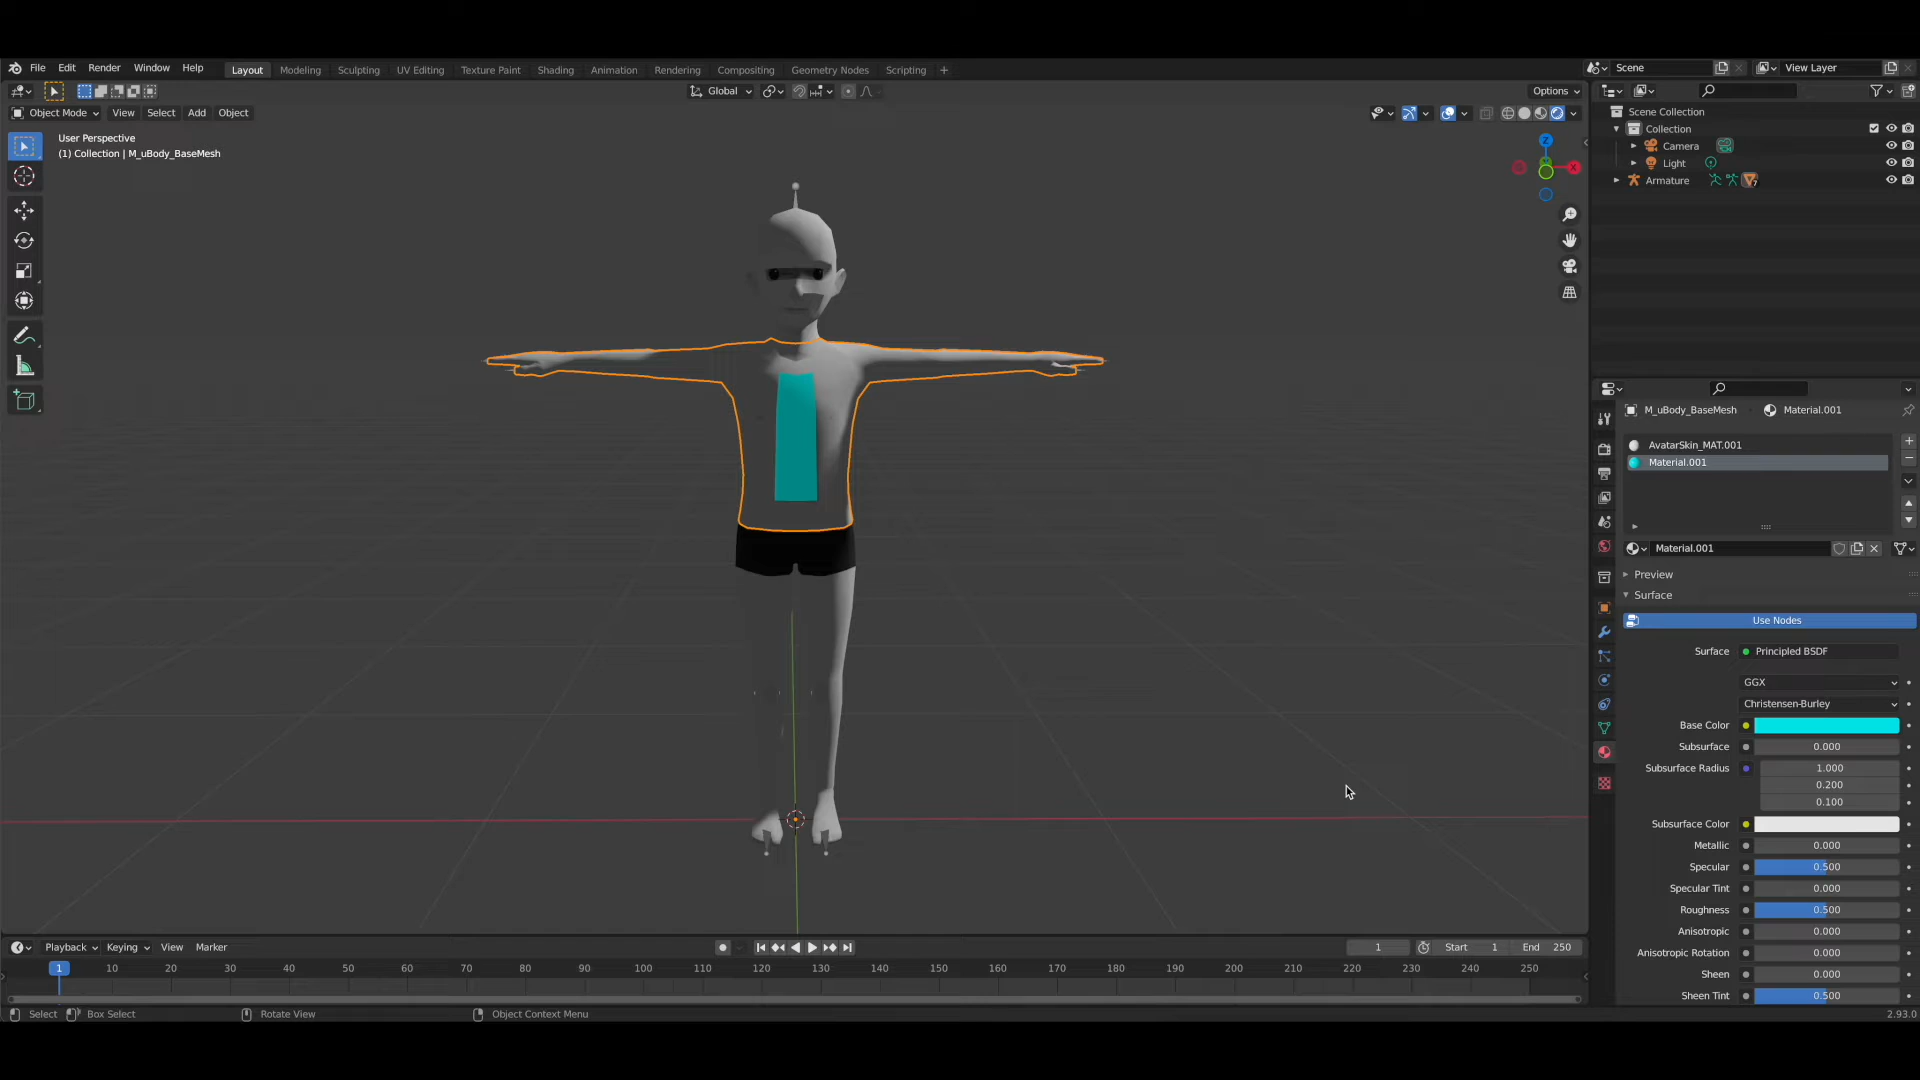 File Edit Render Window Help Layout Modeling Sculpting UV Editing Texture Paint Shading Animation Rendering Compositing Geometry Nodes Scripting + Scene View Layer
Global Options
Object Mode View Select Add Object
User Perspective
(1) Collection | M_uBody_BaseMesh
Z
X
Scene Collection
Collection
Camera
Light
Armature 7
M_uBody_BaseMesh Material.001
AvatarSkin_MAT.001
Material.001
Material.001
Preview
Surface
Use Nodes
Surface Principled BSDF
GGX
Christensen-Burley
Base Color
Subsurface 0.000
Subsurface Radius 1.000
0.200
0.100
Subsurface Color
Metallic 0.000
Specular 0.500
Specular Tint 0.000
Roughness 0.500
Anisotropic 0.000
Anisotropic Rotation 0.000
Sheen 0.000
Sheen Tint 0.500
Playback Keying View Marker 1 Start 1 End 250
1 10 20 30 40 50 60 70 80 90 100 110 120 130 140 150 160 170 180 190 200 210 220 230 240 250
Select Box Select Rotate View Object Context Menu 2.93.0